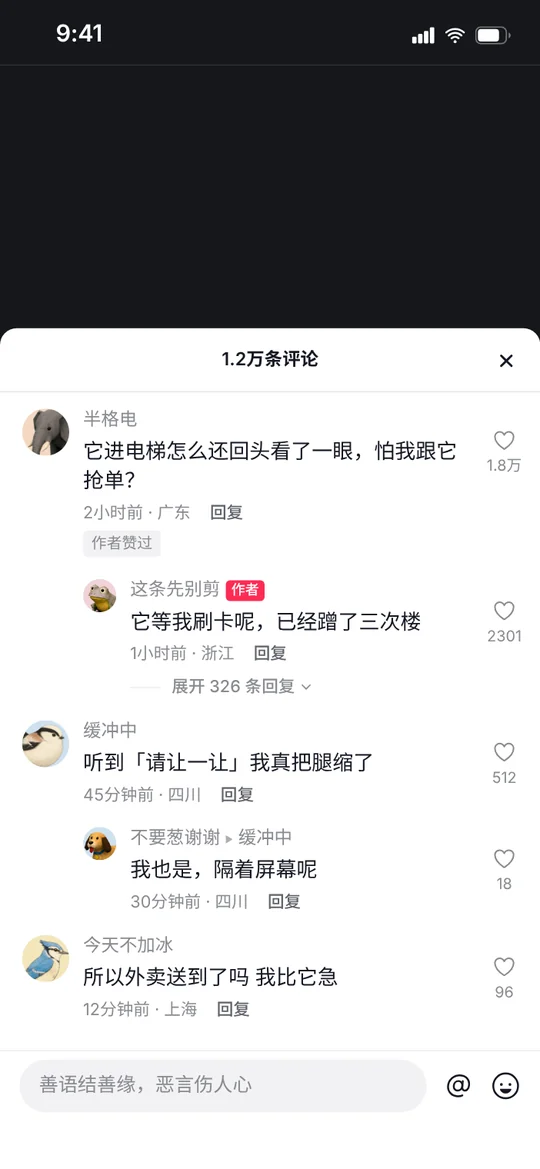 9:41
1.2万条评论
半格电
它进电梯怎么还回头看了一眼，怕我跟它
抢单？
1.8万
2小时前 · 广东 回复
作者赞过
这条先别剪 作者
它等我刷卡呢，已经蹭了三次楼
2301
1小时前 · 浙江 回复
展开 326 条回复
缓冲中
听到「请让一让」我真把腿缩了
512
45分钟前 · 四川 回复
不要葱谢谢 ▸ 缓冲中
我也是，隔着屏幕呢
18
30分钟前 · 四川 回复
今天不加冰
所以外卖送到了吗 我比它急
96
12分钟前 · 上海 回复
善语结善缘，恶言伤人心
@